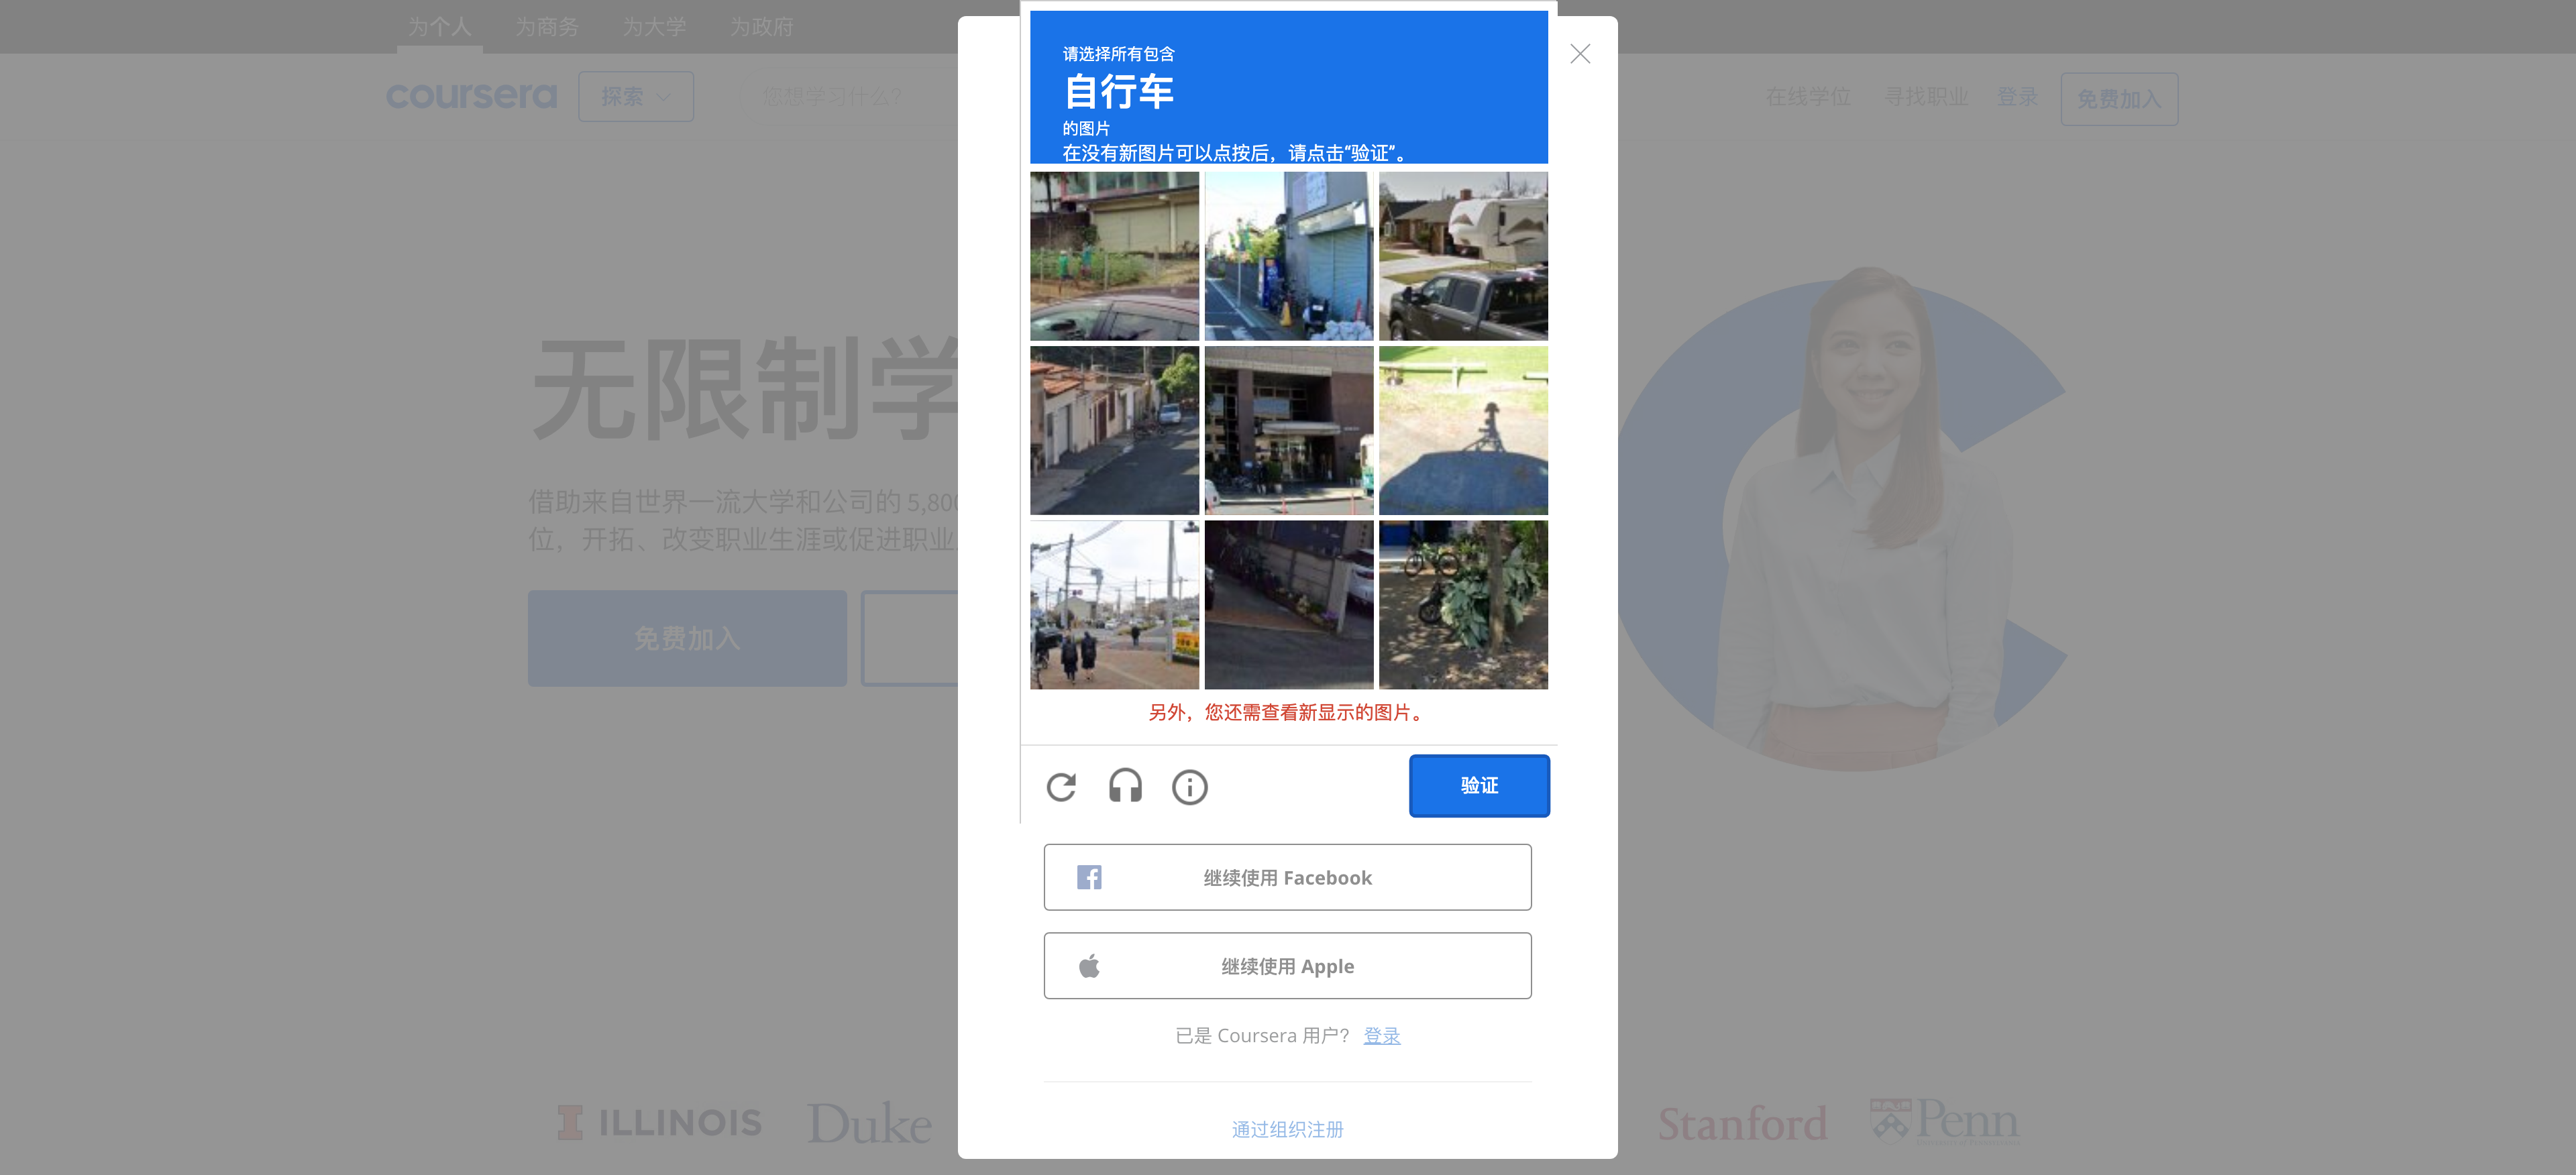 为个人 为商务 为大学 为政府
coursera 探索 您想学习什么？ 在线学位 寻找职业 登录 免费加入
请选择所有包含
自行车
的图片
在没有新图片可以点按后，请点击“验证”。
无限制学
借助来自世界一流大学和公司的 5,800
位，开拓、改变职业生涯或促进职业
免费加入
另外，您还需查看新显示的图片。
验证
继续使用 Facebook
继续使用 Apple
已是 Coursera 用户？ 登录
通过组织注册
I ILLINOIS Duke Stanford Penn